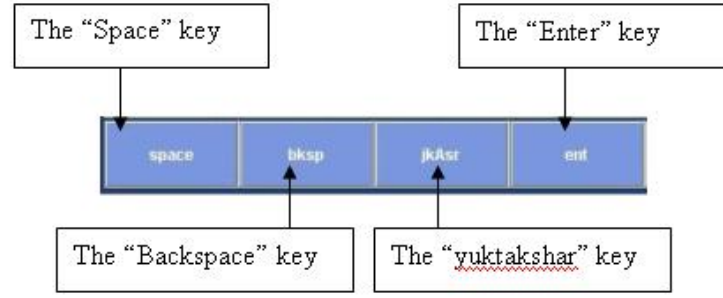 The “Space” key
The “Enter” key
space bksp jkAsr ent
The “Backspace” key
The “yuktakshar” key